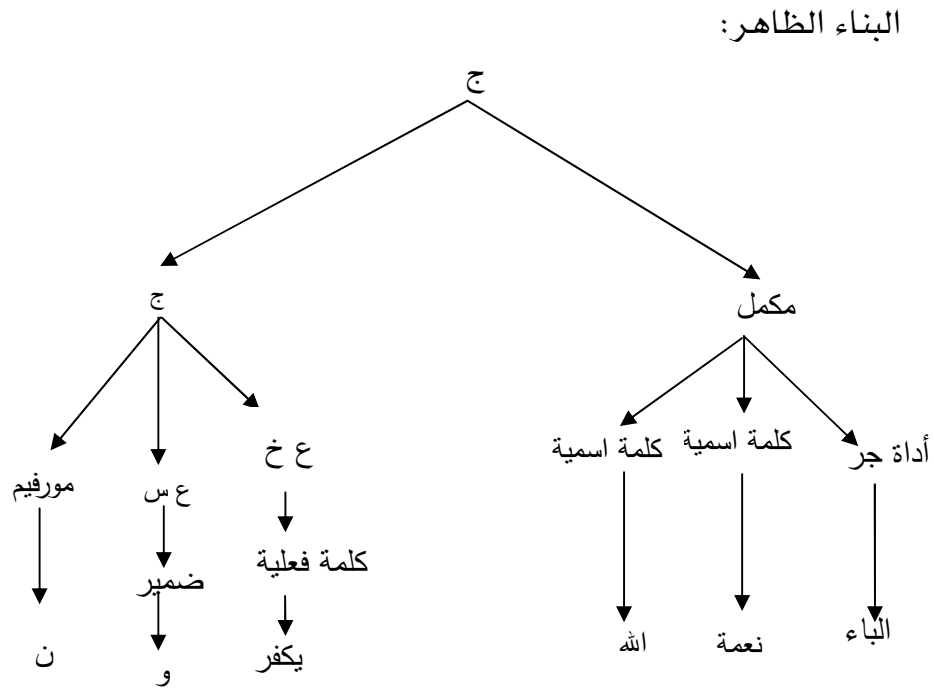 البناء الظاهر:
ج
مكمل
ج
أداة جر
كلمة اسمية
كلمة اسمية
ع خ
ع س
مورفيم
كلمة فعلية
ضمير
الباء
نعمة
الله
يكفر
و
ن